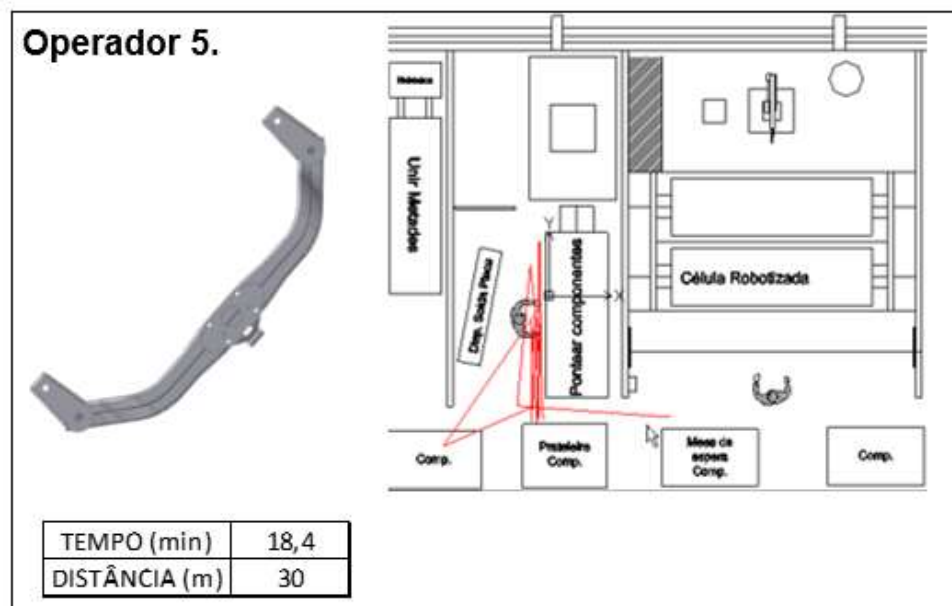 Operador 5.
Unir Metades
Disp. Solda Placa
Y
X
Pontear componentes
Célula Robotizada
Comp.
Prateleira
Comp.
Mesa de
espera
Comp.
Comp.
TEMPO (min) 18,4
DISTÂNCIA (m) 30